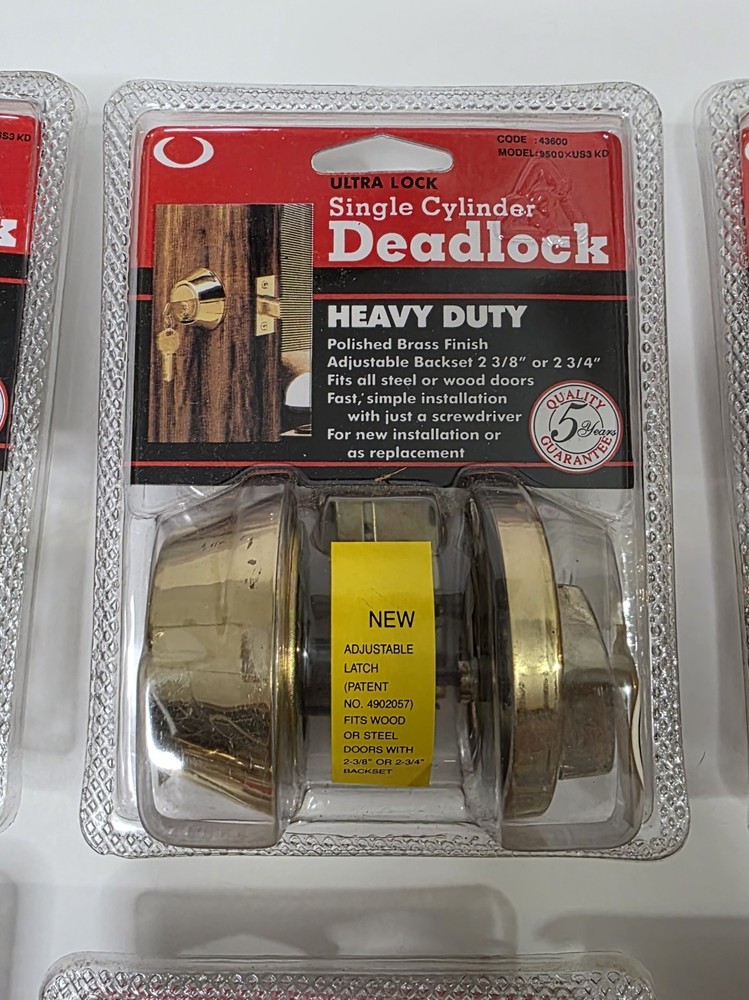 CODE :43600
MODEL:9500XUS3 KD
ULTRA LOCK
Single Cylinder
Deadlock
HEAVY DUTY
Polished Brass Finish
Adjustable Backset 2 3/8" or 2 3/4"
Fits all steel or wood doors
Fast, simple installation
with just a screwdriver
For new installation or
as replacement
QUALITY
5 Years
GUARANTEE
NEW
ADJUSTABLE
LATCH
(PATENT
NO. 4902057)
FITS WOOD
OR STEEL
DOORS WITH
2-3/8" OR 2-3/4"
BACKSET
US3 KD
k